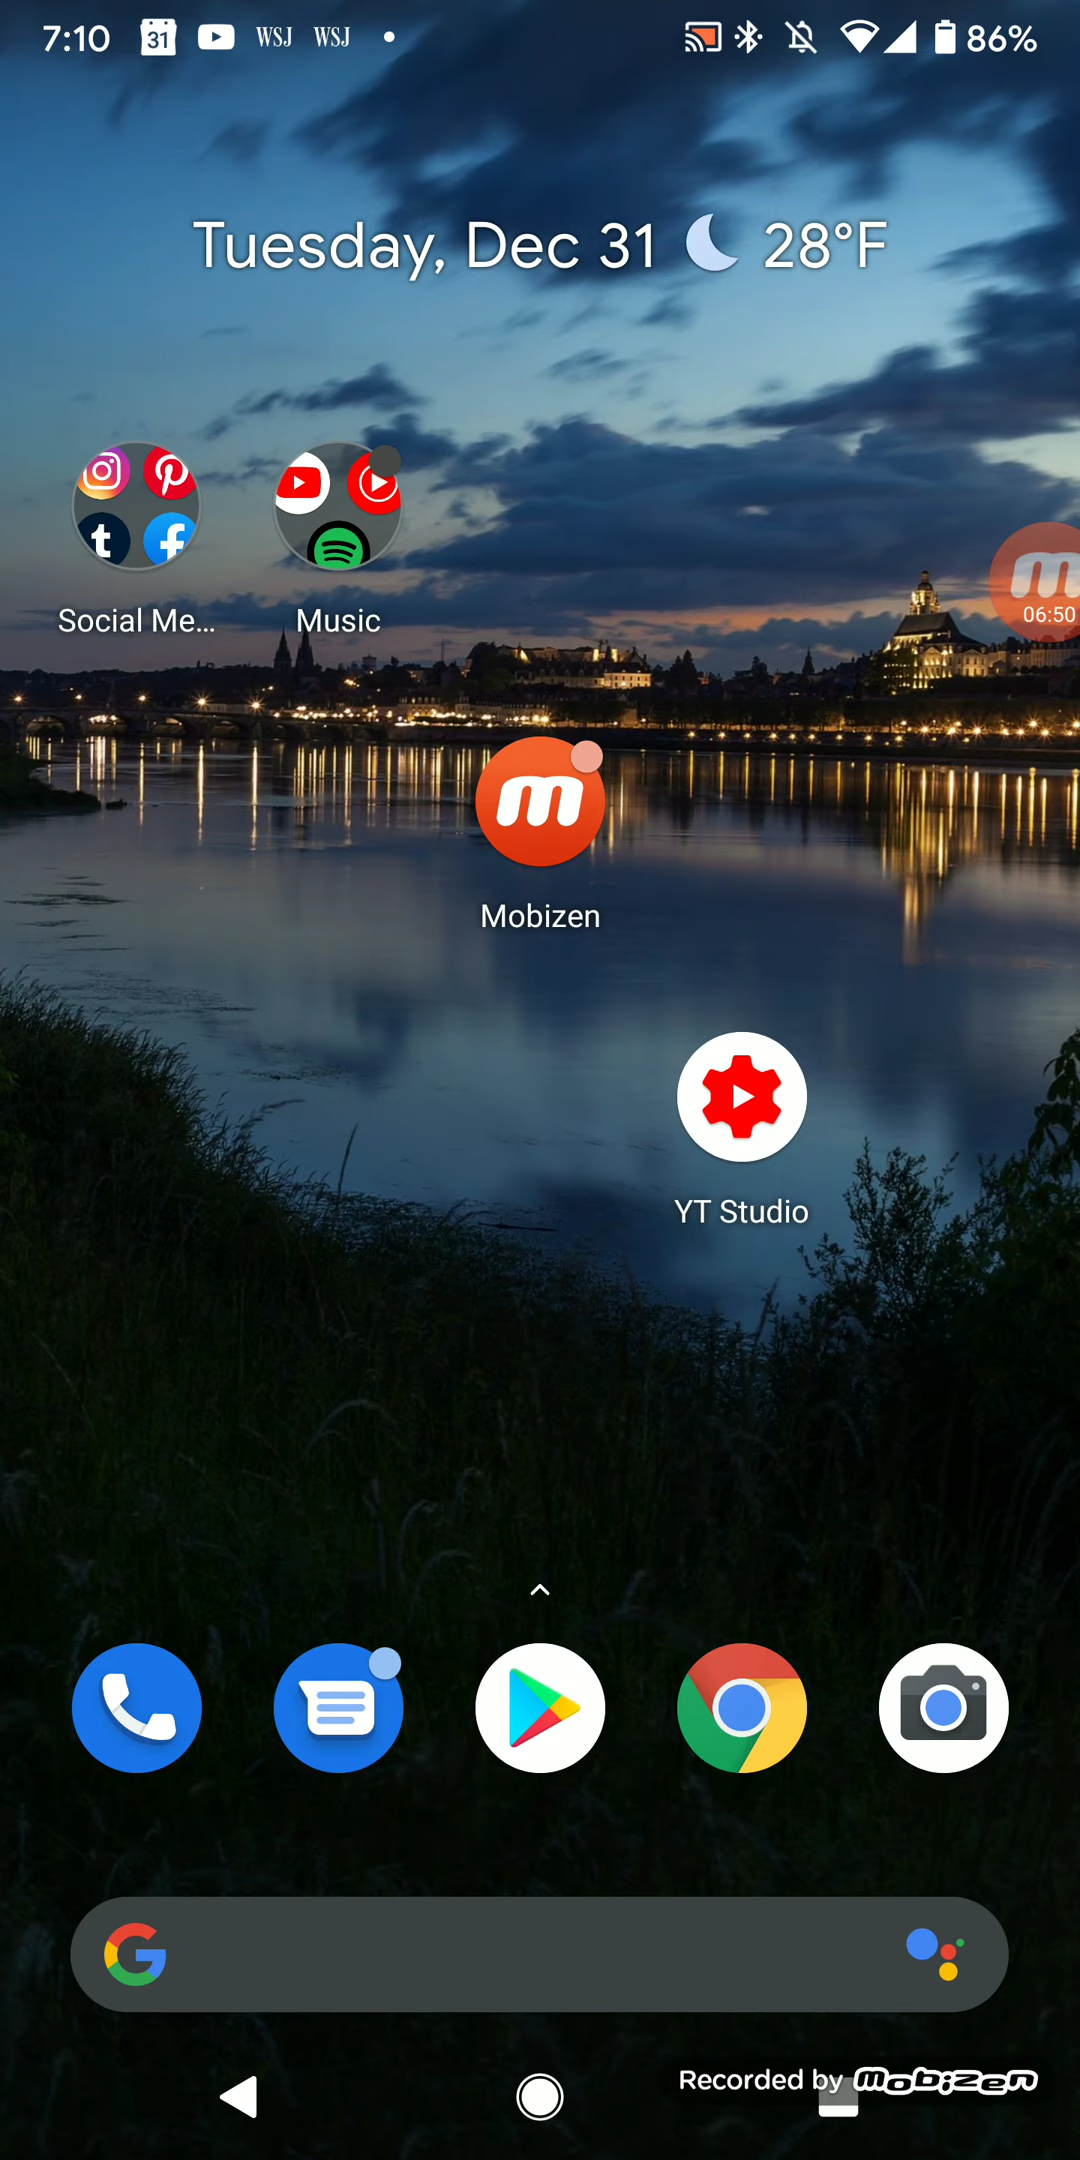 7:10 31 WSJ WSJ 86%
Tuesday, Dec 31 28°F
Social Me... Music
06:50
Mobizen
YT Studio
Recorded by mobizen